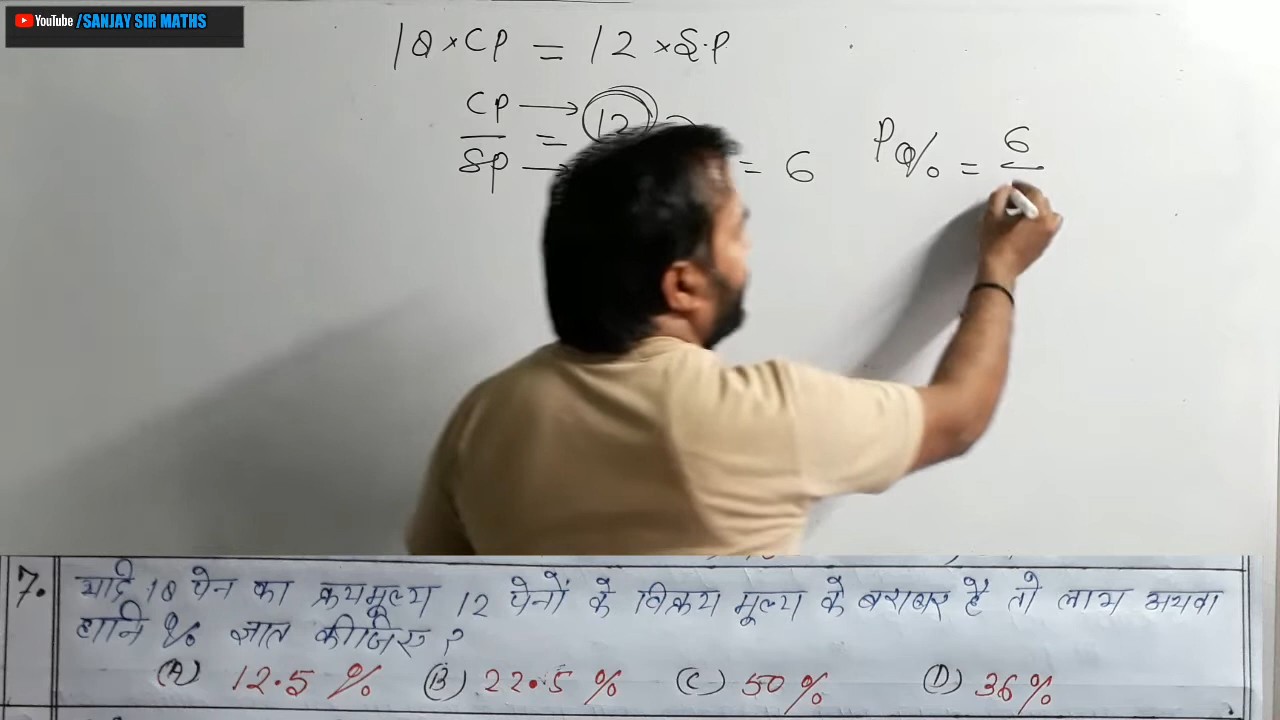 YouTube /SANJAY SIR MATHS
18 × CP = 12 × S.P
CP → 12
SP → = 6
P% = 6
7. यदि 18 पेन का क्रयमूल्य 12 पेनों के विक्रय मूल्य के बराबर है तो लाभ अथवा
हानि % ज्ञात कीजिए ?
(A) 12.5 % (B) 22.5 % (C) 50 % (D) 36 %